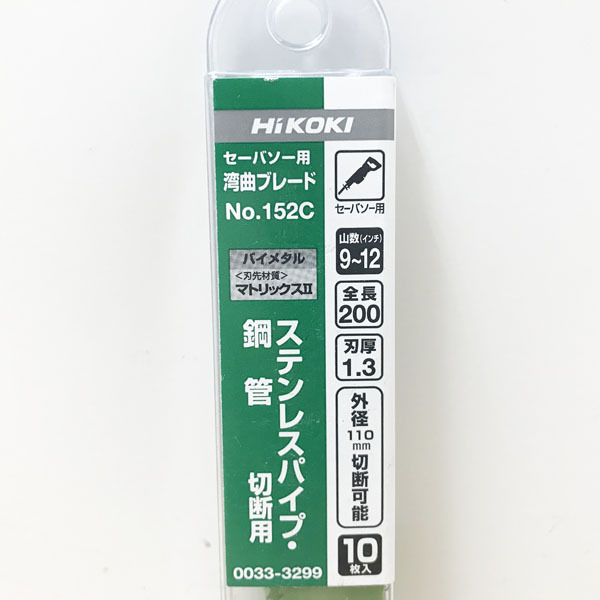 HiKOKI
セーバソー用
湾曲ブレード
No.152C
バイメタル
<刃先材質>
マトリックスII
ステンレスパイプ・
鋼管
切断用
0033-3299
セーバソー用
山数(インチ)
9~12
全長
200
刃厚
1.3
外径
110mm
切断可能
10
枚入